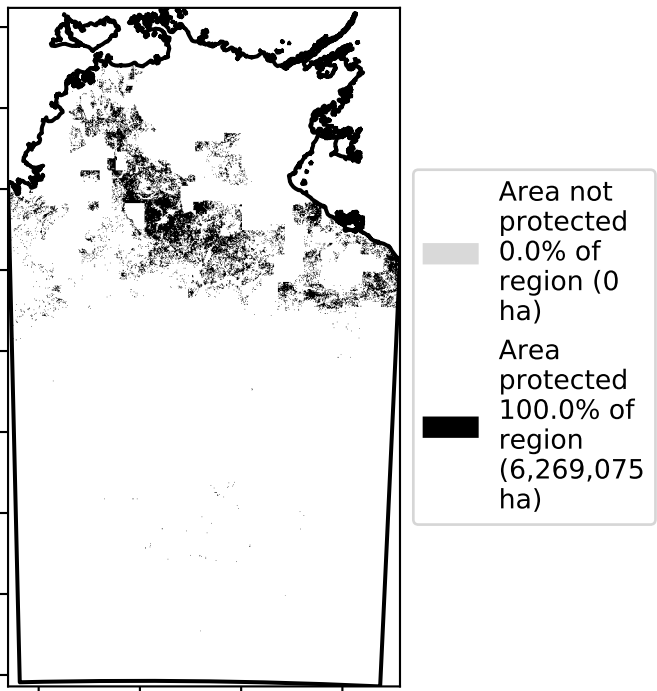 Area not
protected
0.0% of
region (0
ha)
Area
protected
100.0% of
region
(6,269,075
ha)